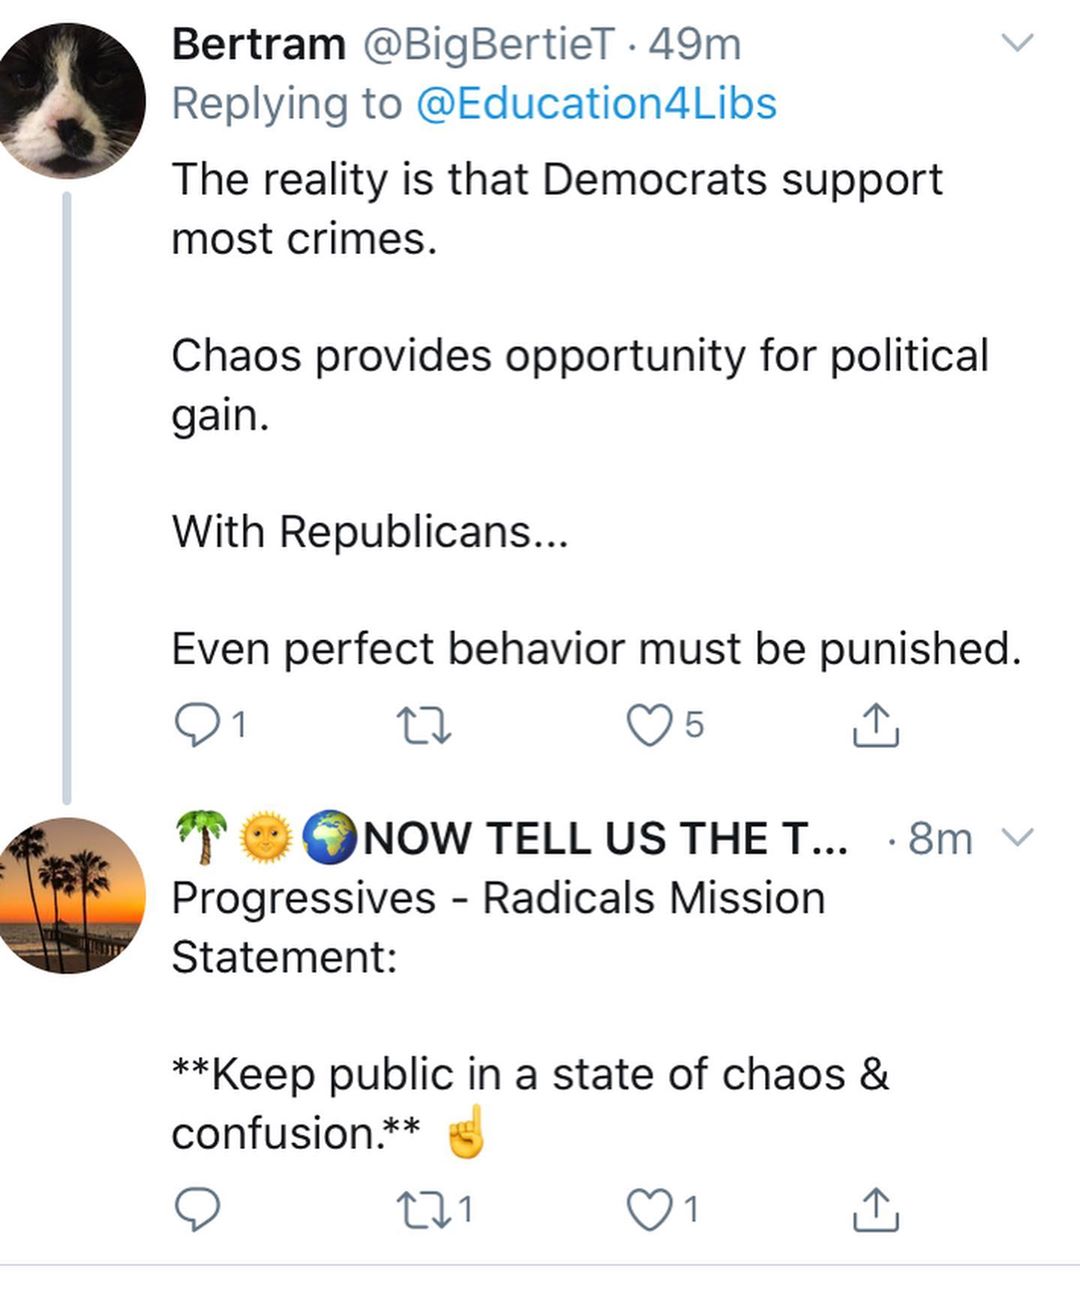 Bertram @BigBertieT · 49m
Replying to @Education4Libs
The reality is that Democrats support
most crimes.
Chaos provides opportunity for political
gain.
With Republicans...
Even perfect behavior must be punished.
1 5
🌴🌞🌍NOW TELL US THE T... · 8m
Progressives - Radicals Mission
Statement:
**Keep public in a state of chaos &
confusion.** ☝️
1 1